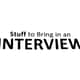 Stuff to Bring in an
INTERVIEW